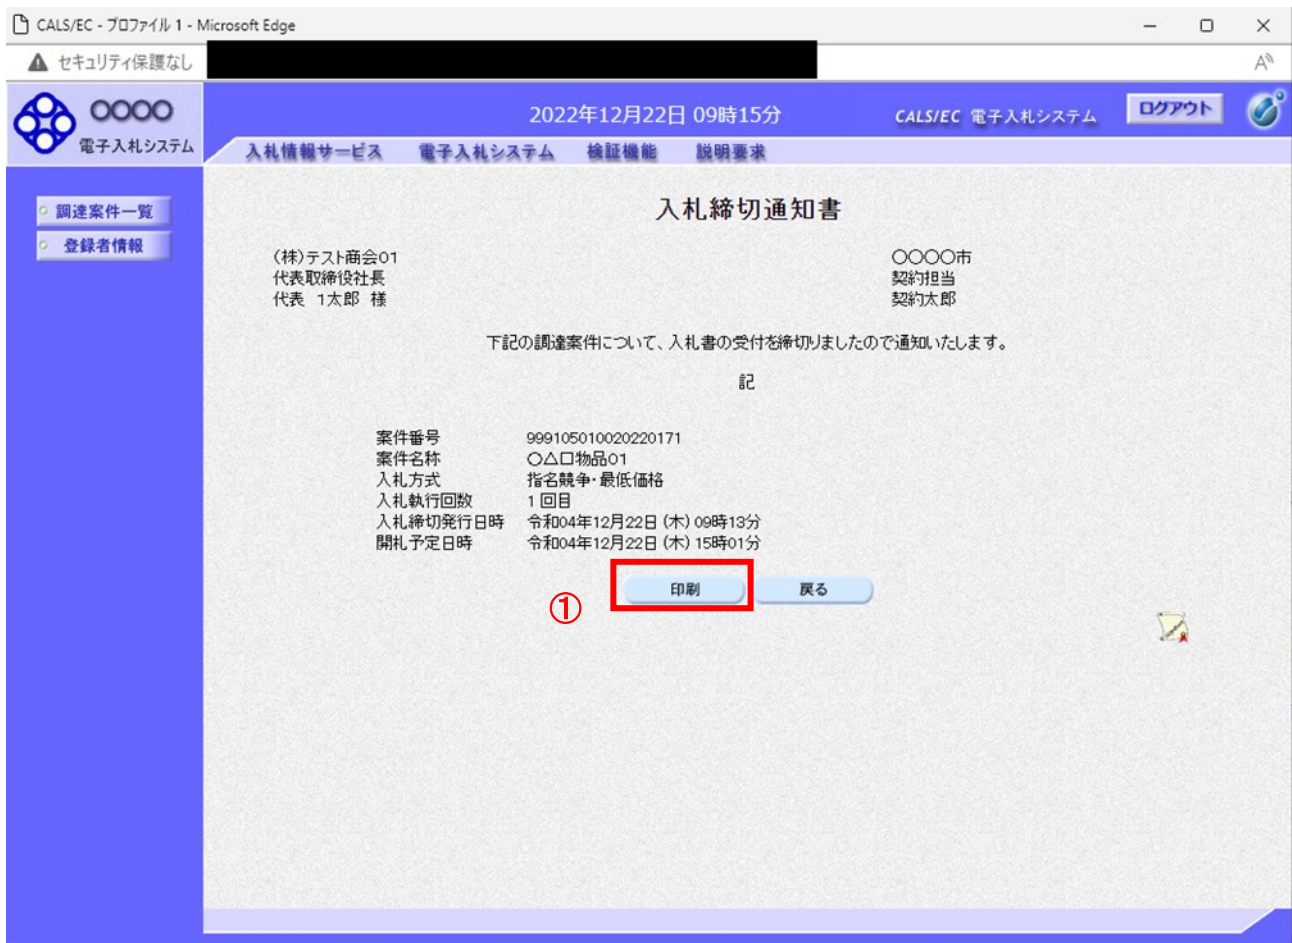 CALS/EC - プロファイル 1 - Microsoft Edge
セキュリティ保護なし
A
〇〇〇〇
電子入札システム
2022年12月22日 09時15分
CALS/EC 電子入札システム
ログアウト
入札情報サービス 電子入札システム 検証機能 説明要求
調達案件一覧
登録者情報
入札締切通知書
(株)テスト商会01
代表取締役社長
代表 1太郎 様
〇〇〇〇市
契約担当
契約太郎
下記の調達案件について、入札書の受付を締切りましたので通知いたします。
記
案件番号 999105010020220171
案件名称 〇△口物品01
入札方式 指名競争・最低価格
入札執行回数 1回目
入札締切発行日時 令和04年12月22日(木)09時13分
開札予定日時 令和04年12月22日(木)15時01分
① 印刷 戻る